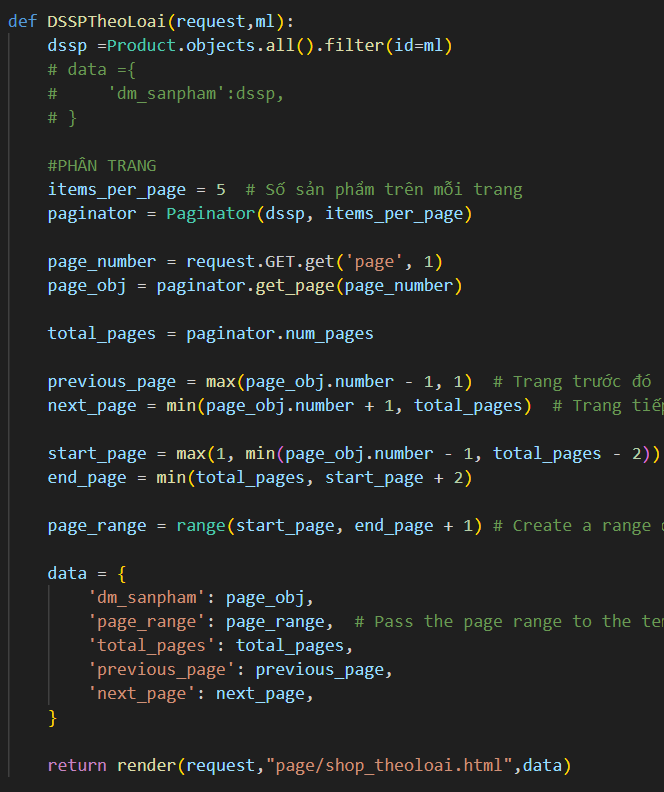 def DSSPTheoLoai(request,ml):
    dssp =Product.objects.all().filter(id=ml)
    # data ={
    #     'dm_sanpham':dssp,
    # }

    #PHÂN TRANG
    items_per_page = 5  # Số sản phẩm trên mỗi trang
    paginator = Paginator(dssp, items_per_page)

    page_number = request.GET.get('page', 1)
    page_obj = paginator.get_page(page_number)

    total_pages = paginator.num_pages

    previous_page = max(page_obj.number - 1, 1)  # Trang trước đó
    next_page = min(page_obj.number + 1, total_pages)  # Trang tiếp

    start_page = max(1, min(page_obj.number - 1, total_pages - 2))
    end_page = min(total_pages, start_page + 2)

    page_range = range(start_page, end_page + 1) # Create a range

    data = {
        'dm_sanpham': page_obj,
        'page_range': page_range,  # Pass the page range to the
        'total_pages': total_pages,
        'previous_page': previous_page,
        'next_page': next_page,
    }

    return render(request,"page/shop_theoloai.html",data)